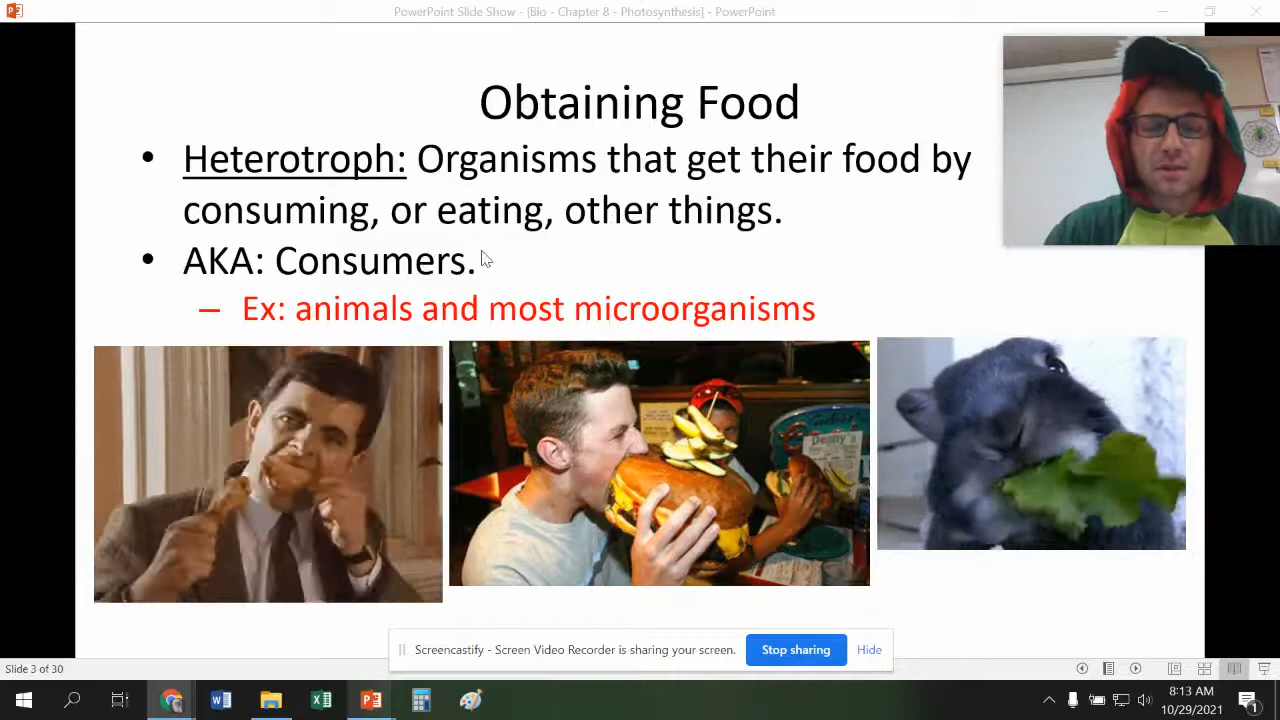 PowerPoint Slide Show - [Bio - Chapter 8 - Photosynthesis] - PowerPoint
Obtaining Food
• Heterotroph: Organisms that get their food by
consuming, or eating, other things.
• AKA: Consumers.
– Ex: animals and most microorganisms
Denny's
Screencastify - Screen Video Recorder is sharing your screen.
Stop sharing
Hide
Slide 3 of 30
8:13 AM
10/29/2021
1